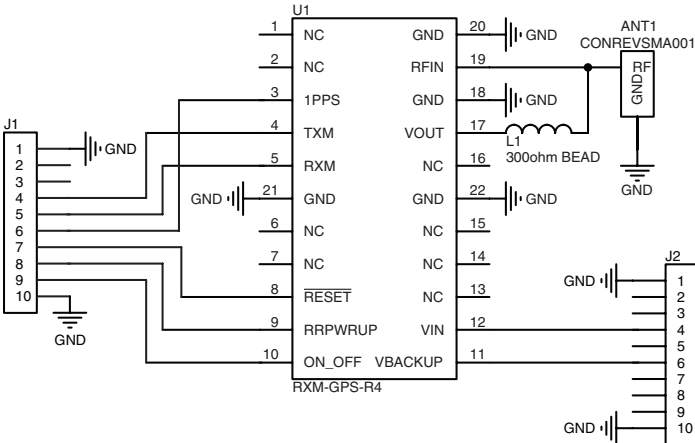 U1
1 NC
2 NC
3 1PPS
4 TXM
5 RXM
21 GND
GND
6 NC
7 NC
8 RESET
9 RRPWRUP
10 ON_OFF
GND 20
GND
RFIN 19
GND 18
GND
VOUT 17
NC 16
GND 22
GND
NC 15
NC 14
NC 13
VIN 12
VBACKUP 11
RXM-GPS-R4
L1
300ohm BEAD
ANT1
CONREVSMA001
RF
GND
GND
J1
1
GND
2
3
4
5
6
7
8
9
10
GND
J2
GND
1
2
3
4
5
6
7
8
9
GND
10